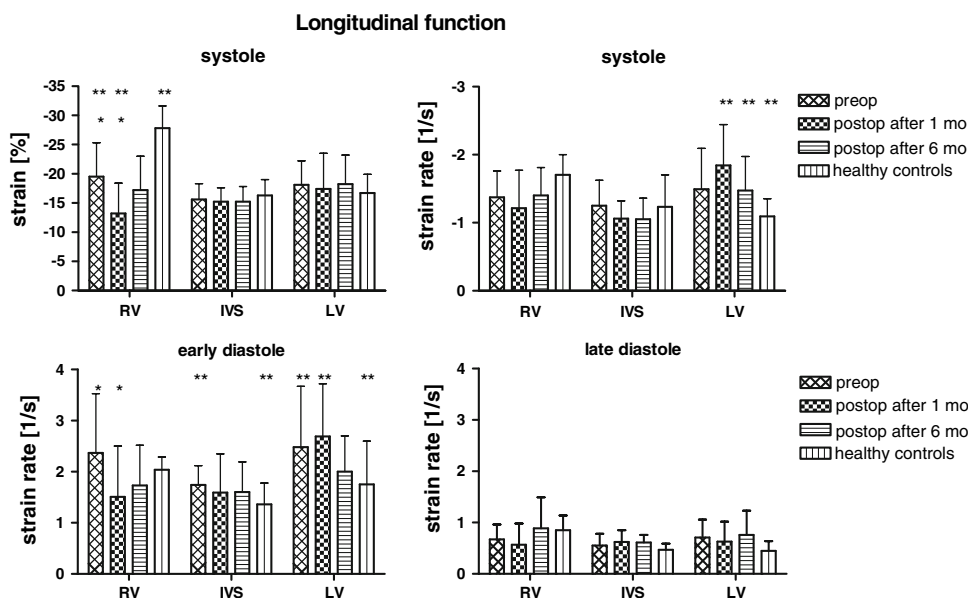 Longitudinal function
systole
strain [%]
-35
-30
-25
-20
-15
-10
-5
0
** ** **
* *
RV IVS LV
systole
strain rate [1/s]
-3
-2
-1
0
** ** **
RV IVS LV
preop
postop after 1 mo
postop after 6 mo
healthy controls
early diastole
strain rate [1/s]
4
3
2
1
0
* * ** ** ** ** **
RV IVS LV
late diastole
strain rate [1/s]
4
3
2
1
0
RV IVS LV
preop
postop after 1 mo
postop after 6 mo
healthy controls